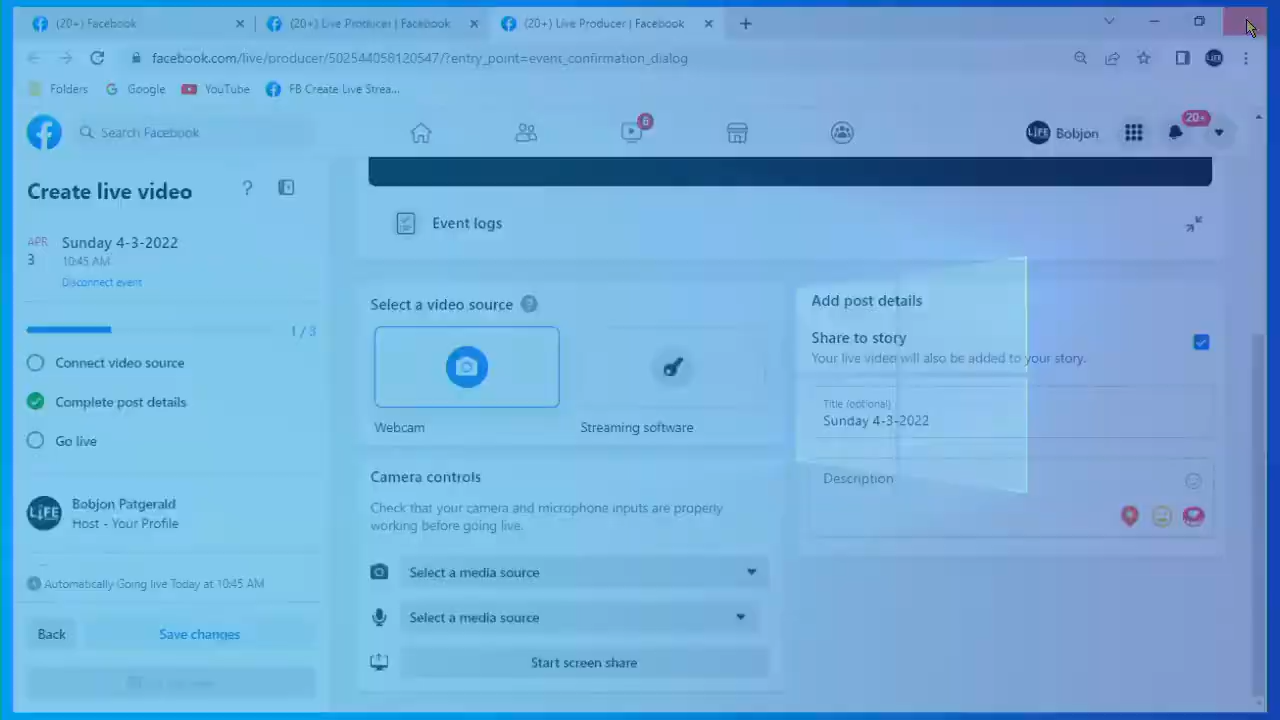 (20+) Facebook
(20+) Live Producer | Facebook
(20+) Live Producer | Facebook
facebook.com/live/producer/502544058120547/?entry_point=event_confirmation_dialog
LIFE
Folders
Google
YouTube
FB Create Live Strea...
Search Facebook
6
LIFE
Bobjon
20+
Create live video
?
APR
3
Sunday 4-3-2022
10:45 AM
Disconnect event
1 / 3
Connect video source
Complete post details
Go live
LIFE
Bobjon Patgerald
Host - Your Profile
Automatically Going live Today at 10:45 AM
Back
Save changes
Event logs
Select a video source
?
Webcam
Streaming software
Camera controls
Check that your camera and microphone inputs are properly
working before going live.
Select a media source
Select a media source
Start screen share
Add post details
Share to story
Your live video will also be added to your story.
Title (optional)
Sunday 4-3-2022
Description